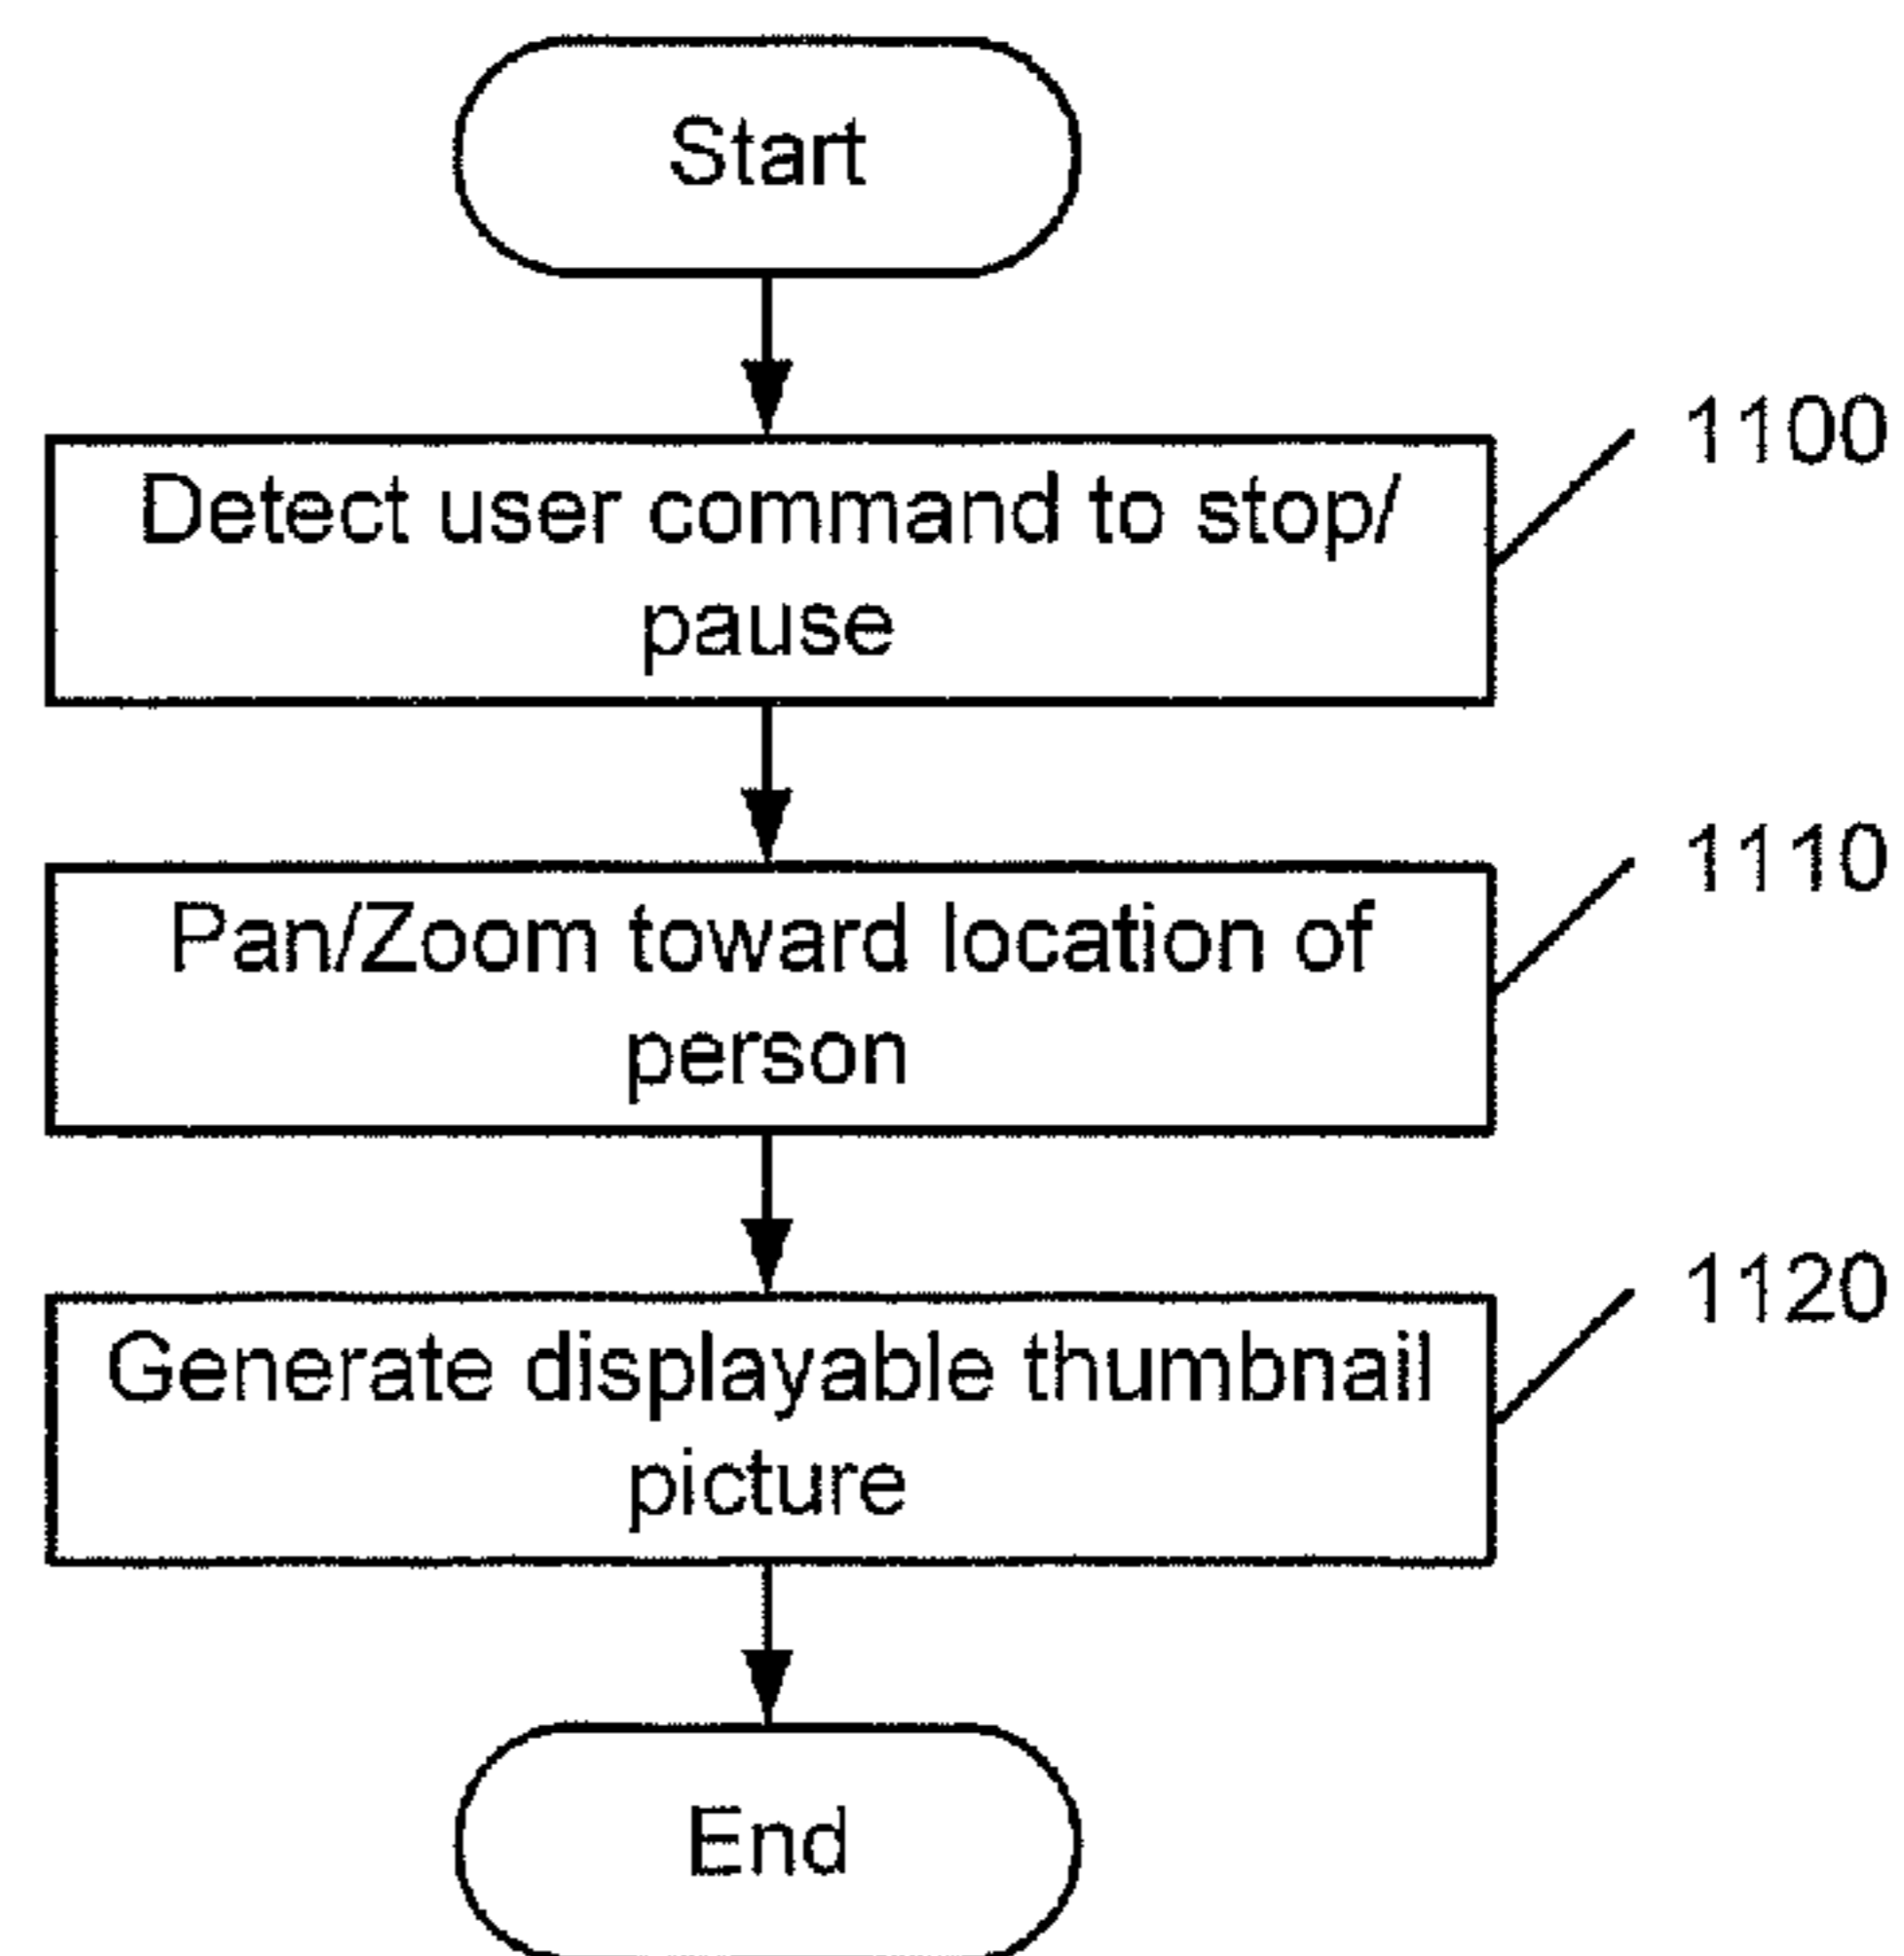 Start
1100
Detect user command to stop/
pause
1110
Pan/Zoom toward location of
person
1120
Generate displayable thumbnail
picture
End